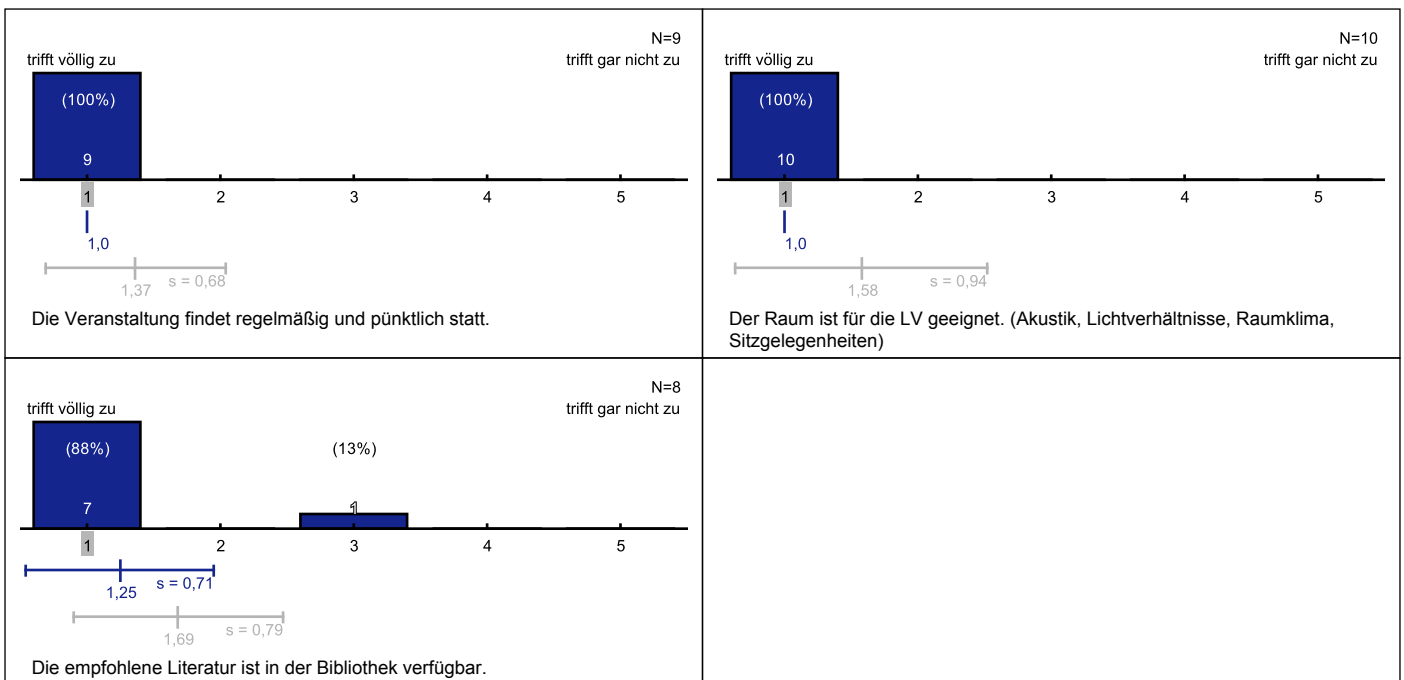 N=9
trifft völlig zu
trifft gar nicht zu
(100%)
9
1 2 3 4 5
1,0
s = 0,68
1,37
Die Veranstaltung findet regelmäßig und pünktlich statt.
N=10
trifft völlig zu
trifft gar nicht zu
(100%)
10
1 2 3 4 5
1,0
s = 0,94
1,58
Der Raum ist für die LV geeignet. (Akustik, Lichtverhältnisse, Raumklima,
Sitzgelegenheiten)
N=8
trifft völlig zu
trifft gar nicht zu
(88%) (13%)
7 1
1 2 3 4 5
s = 0,71
1,25
s = 0,79
1,69
Die empfohlene Literatur ist in der Bibliothek verfügbar.